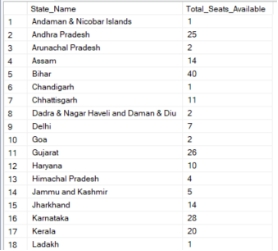 State_Name Total_Seats_Available
1 Andaman & Nicobar Islands 1
2 Andhra Pradesh 25
3 Arunachal Pradesh 2
4 Assam 14
5 Bihar 40
6 Chandigarh 1
7 Chhattisgarh 11
8 Dadra & Nagar Haveli and Daman & Diu 2
9 Delhi 7
10 Goa 2
11 Gujarat 26
12 Haryana 10
13 Himachal Pradesh 4
14 Jammu and Kashmir 5
15 Jharkhand 14
16 Karnataka 28
17 Kerala 20
18 Ladakh 1